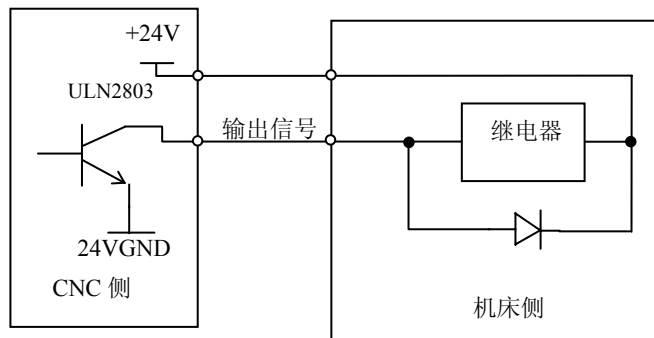 +24V
ULN2803
输出信号
继电器
24VGND
CNC 侧
机床侧